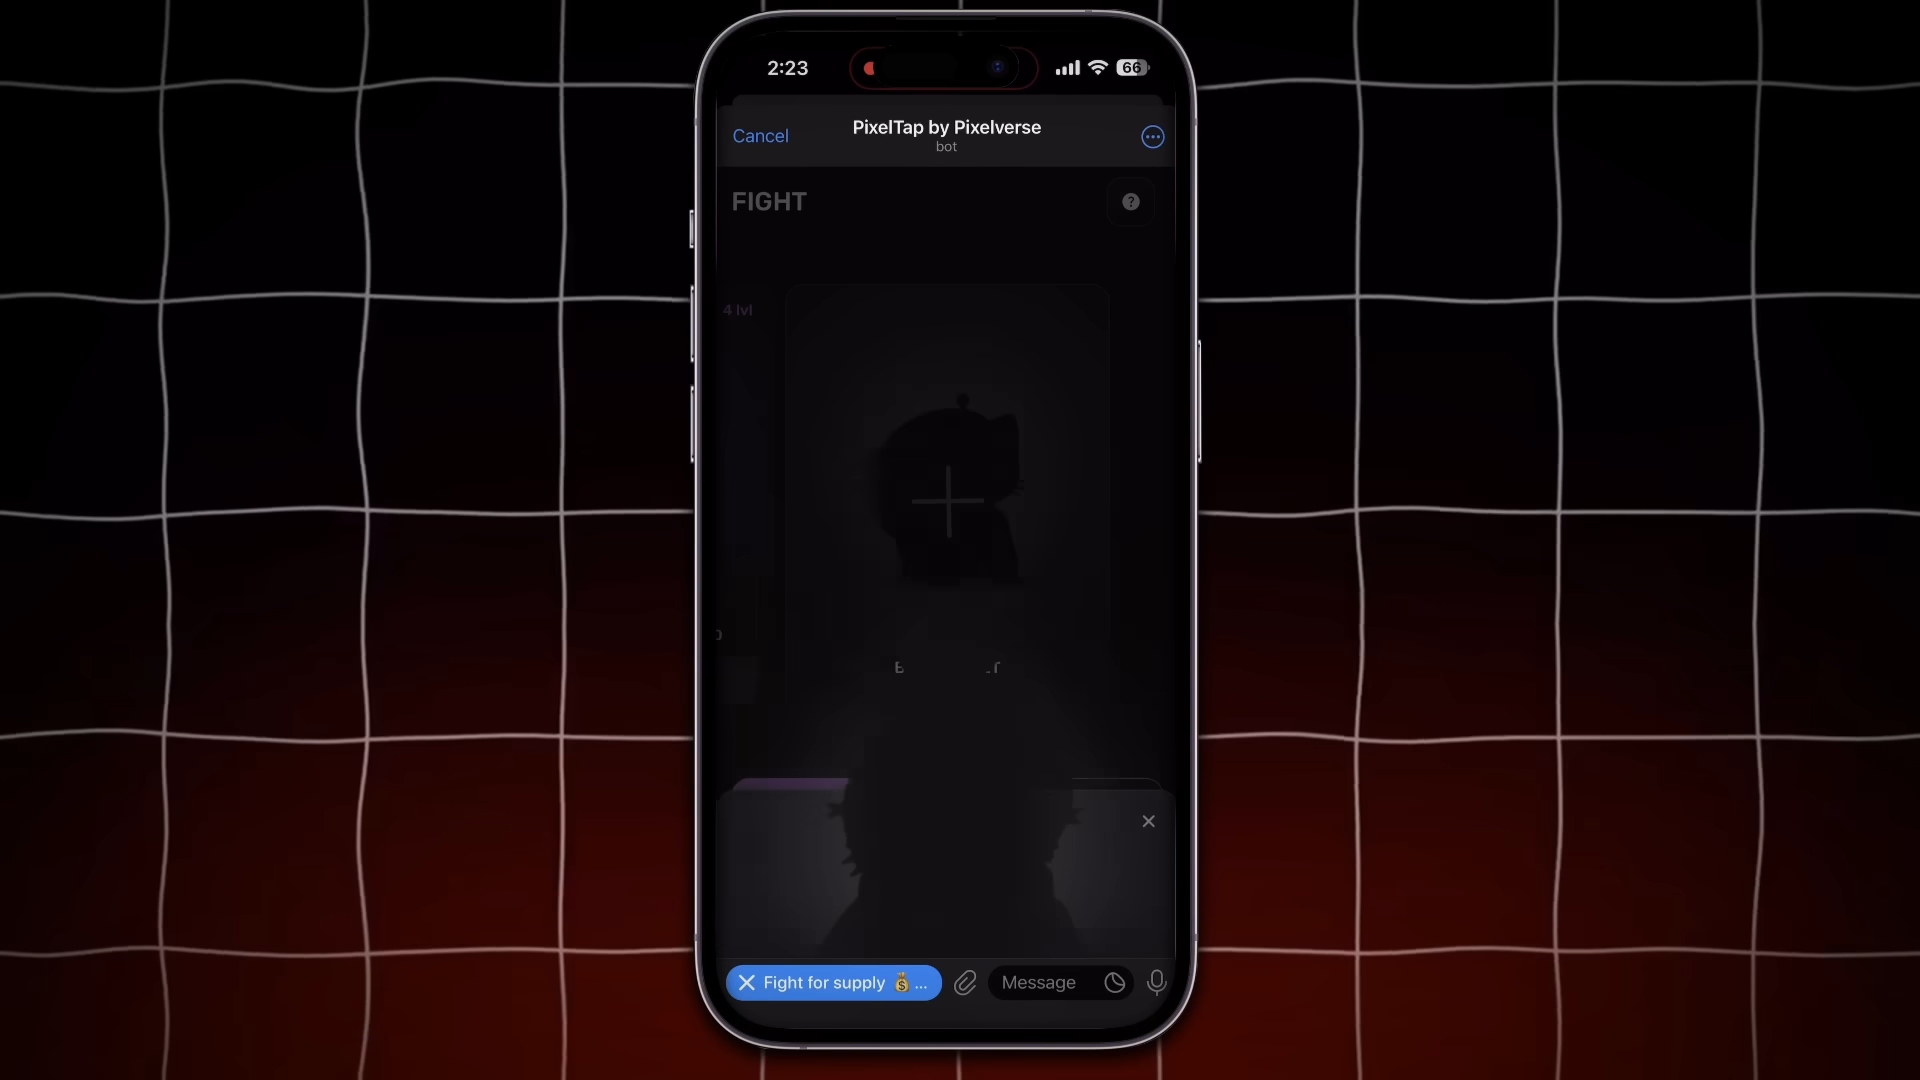 2:23
66
Cancel
PixelTap by Pixelverse
bot
FIGHT
?
4 lvl
Fight for supply 💰...
Message